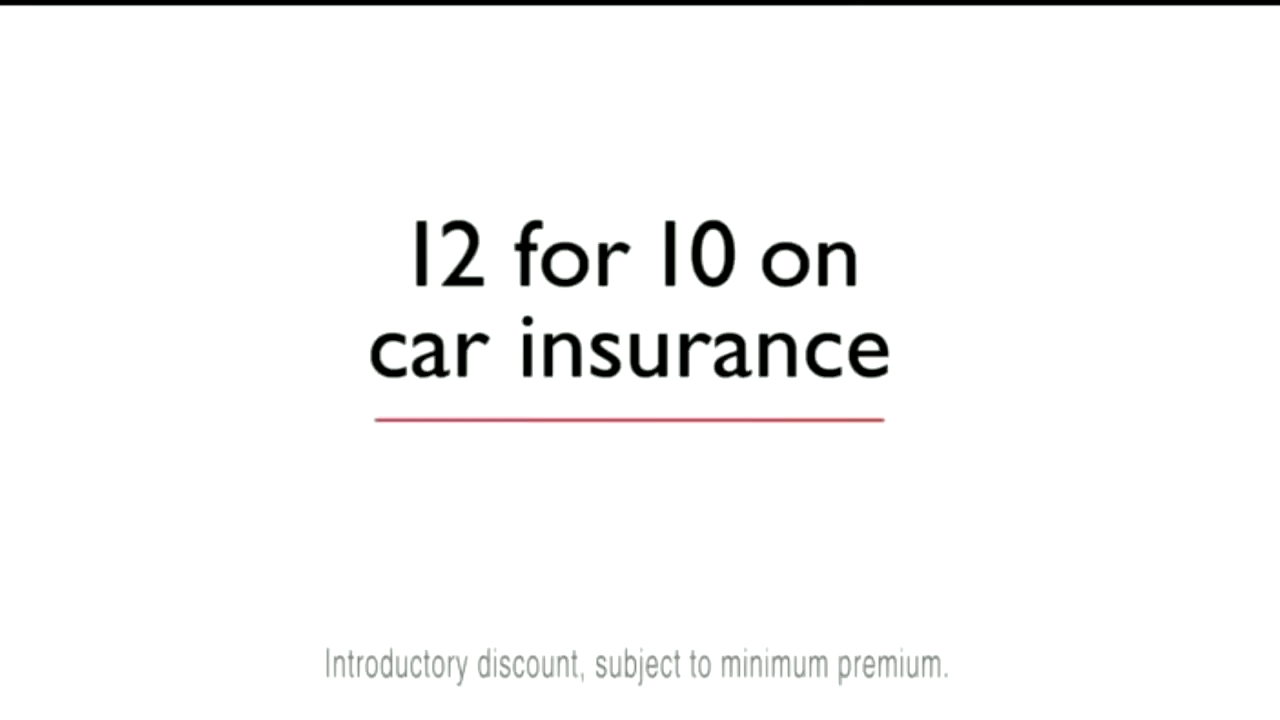 12 for 10 on
car insurance
Introductory discount, subject to minimum premium.